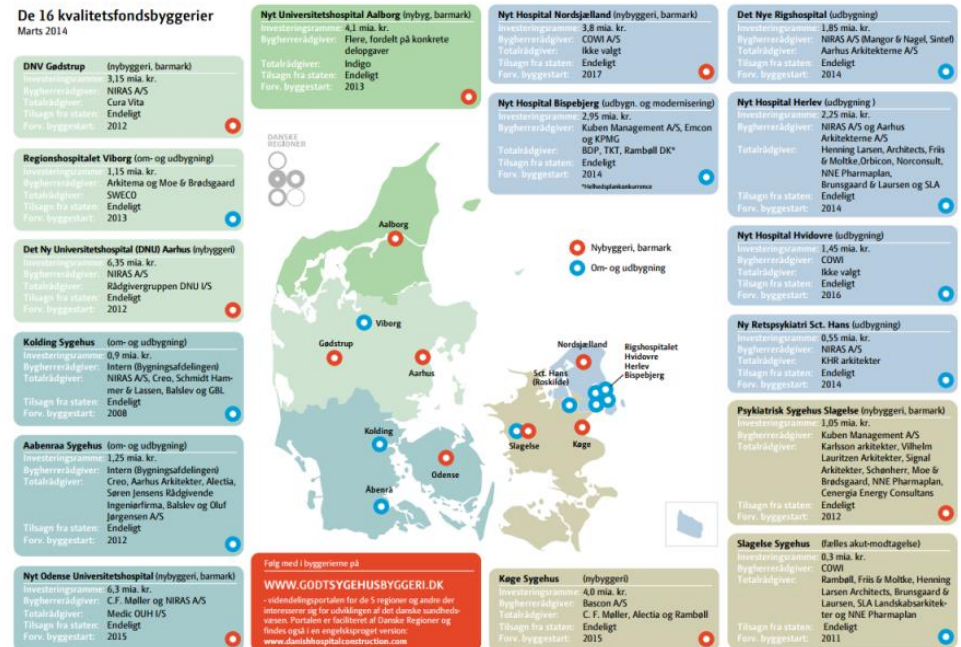 De 16 kvalitetsfondsbyggerier
Marts 2014
DNV Gødstrup (nybyggeri, barmark)
Investeringsramme: 3,15 mia. kr.
Bygherrerådgiver: NIRAS A/S
Totalrådgiver: Cura Vita
Tilsagn fra staten: Endeligt
Forv. byggestart: 2012
Regionshospitalet Viborg (om- og udbygning)
Investeringsramme: 1,15 mia. kr.
Bygherrerådgiver: Arkitema og Moe & Brødsgaard
Totalrådgiver: SWECO
Tilsagn fra staten: Endeligt
Forv. byggestart: 2013
Det Ny Universitetshospital (DNU) Aarhus (nybyggeri)
Investeringsramme: 6,35 mia. kr.
Bygherrerådgiver: NIRAS A/S
Totalrådgiver: Rådgivergruppen DNU I/S
Tilsagn fra staten: Endeligt
Forv. byggestart: 2012
Kolding Sygehus (om- og udbygning)
Investeringsramme: 0,9 mia. kr.
Bygherrerådgiver: Intern (Bygningsafdelingen)
Totalrådgiver: NIRAS A/S, Creo, Schmidt Ham-
mer & Lassen, Balslev og GBL
Tilsagn fra staten: Endeligt
Forv. byggestart: 2008
Aabenraa Sygehus (om- og udbygning)
Investeringsramme: 1,25 mia. kr.
Bygherrerådgiver: Intern (Bygningsafdelingen)
Totalrådgiver: Creo, Aarhus Arkitekter, Alectia,
Søren Jensens Rådgivende
Ingeniørfirma, Balslev og Oluf
Jørgensen A/S
Tilsagn fra staten: Endeligt
Forv. byggestart: 2012
Nyt Odense Universitetshospital (nybyggeri, barmark)
Investeringsramme: 6,3 mia. kr.
Bygherrerådgiver: C.F. Møller og NIRAS A/S
Totalrådgiver: Medic OUH I/S
Tilsagn fra staten: Endeligt
Forv. byggestart: 2015
Nyt Universitetshospital Aalborg (nybyg, barmark)
Investeringsramme: 4,1 mia. kr.
Bygherrerådgiver: Flere, fordelt på konkrete
delopgaver
Totalrådgiver: Indigo
Tilsagn fra staten: Endeligt
Forv. byggestart: 2013
DANSKE
REGIONER
Aalborg
Viborg
Gødstrup
Aarhus
Kolding
Odense
Åbenrå
Nybyggeri, barmark
Om- og udbygning
Nordsjælland
Rigshospitalet
Hvidovre
Herlev
Bispebjerg
Sct. Hans
(Roskilde)
Slagelse
Køge
Følg med i byggerierne på
WWW.GODTSYGEHUSBYGGERI.DK
- videndelingsportalen for de 5 regioner og andre der
interesserer sig for udviklingen af det danske sundheds-
væsen. Portalen er faciliteret af Danske Regioner og
findes også i en engelsksproget version:
www.danishhospitalconstruction.com
Nyt Hospital Nordsjælland (nybyggeri, barmark)
Investeringsramme: 3,8 mia. kr.
Bygherrerådgiver: COWI A/S
Totalrådgiver: Ikke valgt
Tilsagn fra staten: Endeligt
Forv. byggestart: 2017
Nyt Hospital Bispebjerg (udbygn. og modernisering)
Investeringsramme: 2,95 mia. kr.
Bygherrerådgiver: Kuben Management A/S, Emcon
og KPMG
Totalrådgiver: BDP, TKT, Rambøll DK*
Tilsagn fra staten: Endeligt
Forv. byggestart: 2014
*Helhedsplankonkurrence
Køge Sygehus (nybyggeri)
Investeringsramme: 4,0 mia. kr.
Bygherrerådgiver: Bascon A/S
Totalrådgiver: C. F. Møller, Alectia og Rambøll
Tilsagn fra staten: Endeligt
Forv. byggestart: 2015
Det Nye Rigshospital (udbygning)
Investeringsramme: 1,85 mia. kr.
Bygherrerådgiver: NIRAS A/S (Mangor & Nagel, Sintef)
Totalrådgiver: Aarhus Arkitekterne A/S
Tilsagn fra staten: Endeligt
Forv. byggestart: 2014
Nyt Hospital Herlev (udbygning )
Investeringsramme: 2,25 mia. kr.
Bygherrerådgiver: NIRAS A/S og Aarhus
Arkitekterne A/S
Totalrådgiver: Henning Larsen, Architects, Friis
& Moltke,Orbicon, Norconsult,
NNE Pharmaplan,
Brunsgaard & Laursen og SLA
Tilsagn fra staten: Endeligt
Forv. byggestart: 2014
Nyt Hospital Hvidovre (udbygning)
Investeringsramme: 1,45 mia. kr.
Bygherrerådgiver: COWI
Totalrådgiver: Ikke valgt
Tilsagn fra staten: Endeligt
Forv. byggestart: 2016
Ny Retspsykiatri Sct. Hans (udbygning)
Investeringsramme: 0,55 mia. kr.
Bygherrerådgiver: NIRAS A/S
Totalrådgiver: KHR arkitekter
Tilsagn fra staten: Endeligt
Forv. byggestart: 2014
Psykiatrisk Sygehus Slagelse (nybyggeri, barmark)
Investeringsramme: 1,05 mia. kr.
Bygherrerådgiver: Kuben Management A/S
Totalrådgiver: Karlsson arkitekter, Vilhelm
Lauritzen Arkitekter, Signal
Arkitekter, Schønherr, Moe &
Brødsgaard, NNE Pharmaplan,
Cenergia Energy Consultans
Tilsagn fra staten: Endeligt
Forv. byggestart: 2012
Slagelse Sygehus (fælles akut-modtagelse)
Investeringsramme: 0,3 mia. kr.
Bygherrerådgiver: COWI
Totalrådgiver: Rambøll, Friis & Moltke, Henning
Larsen Architects, Brunsgaard &
Laursen, SLA Landskabsarkitek-
ter og NNE Pharmaplan
Tilsagn fra staten: Endeligt
Forv. byggestart: 2011